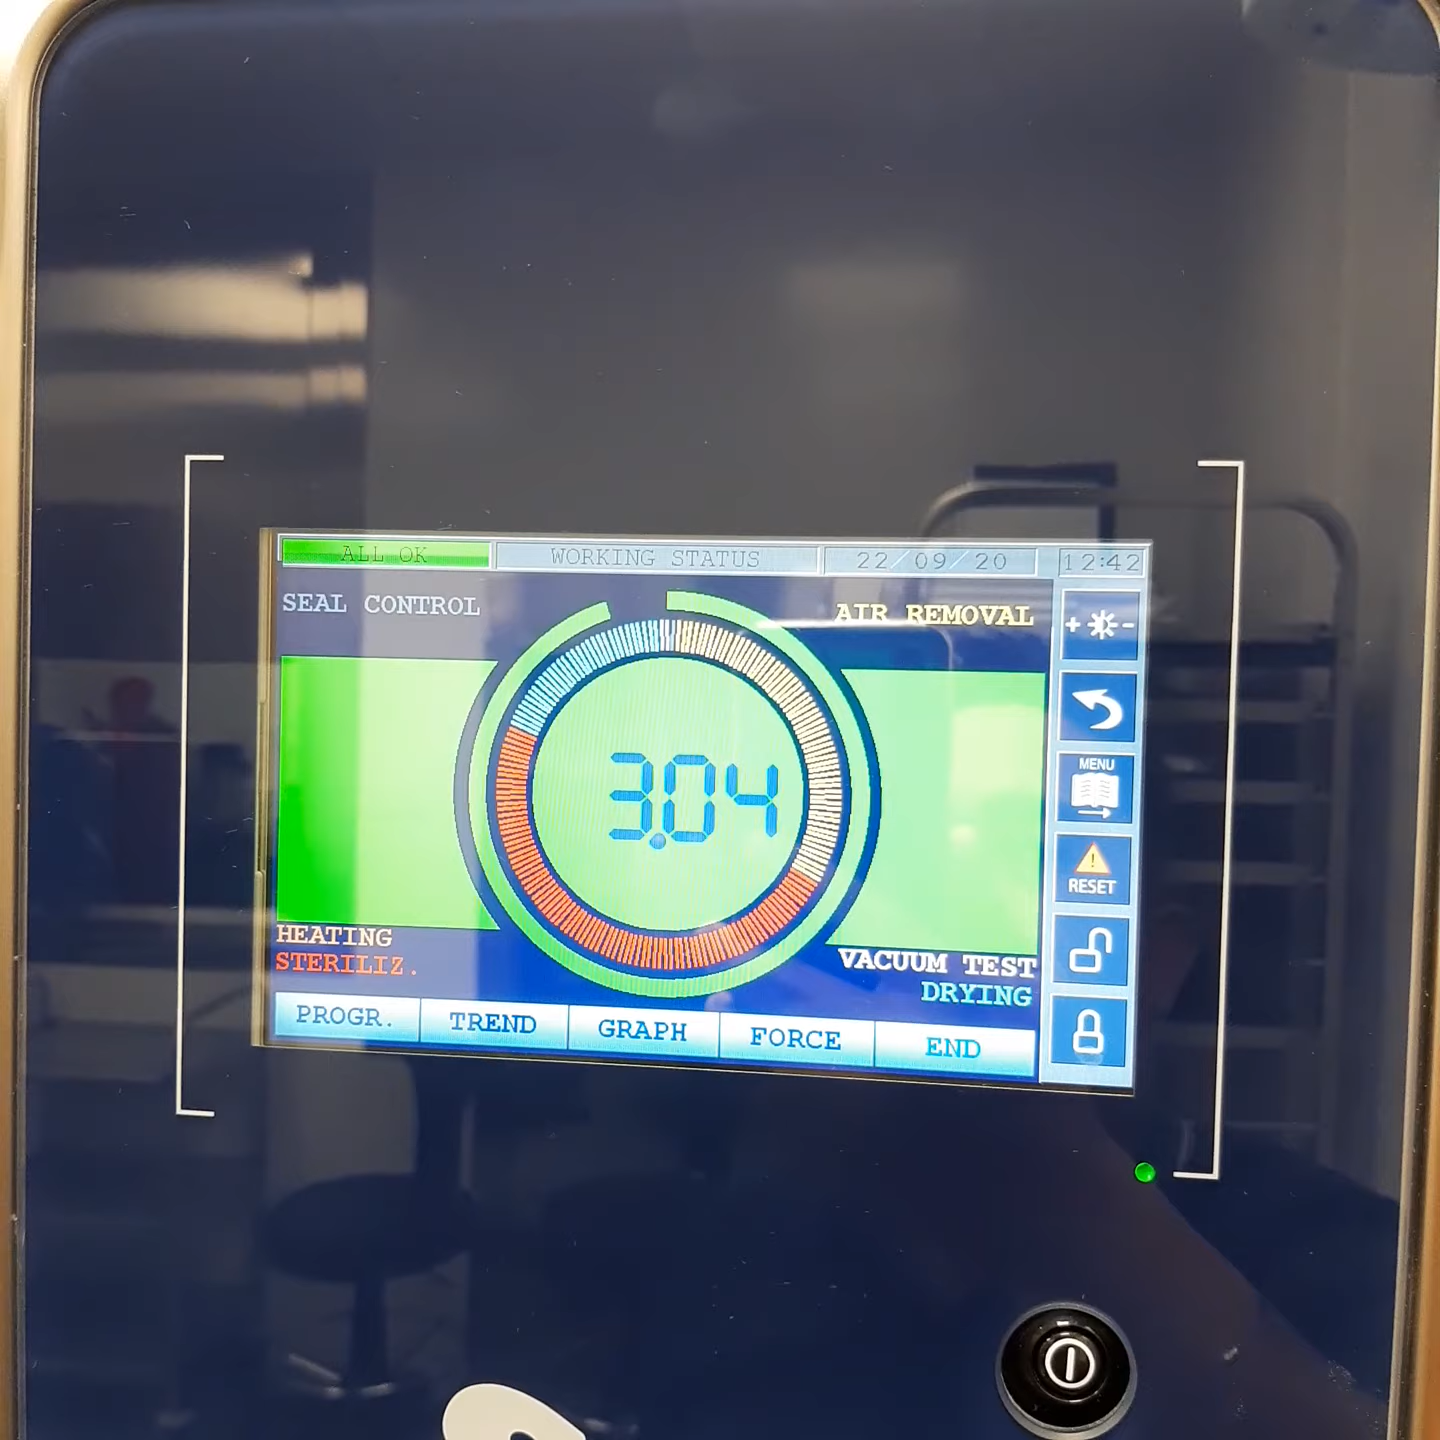 ALL OK WORKING STATUS 22/09/20 12:42
SEAL CONTROL AIR REMOVAL
+ -
3.04
MENU
RESET
HEATING
STERILIZ.
VACUUM TEST
DRYING
PROGR. TREND GRAPH FORCE END